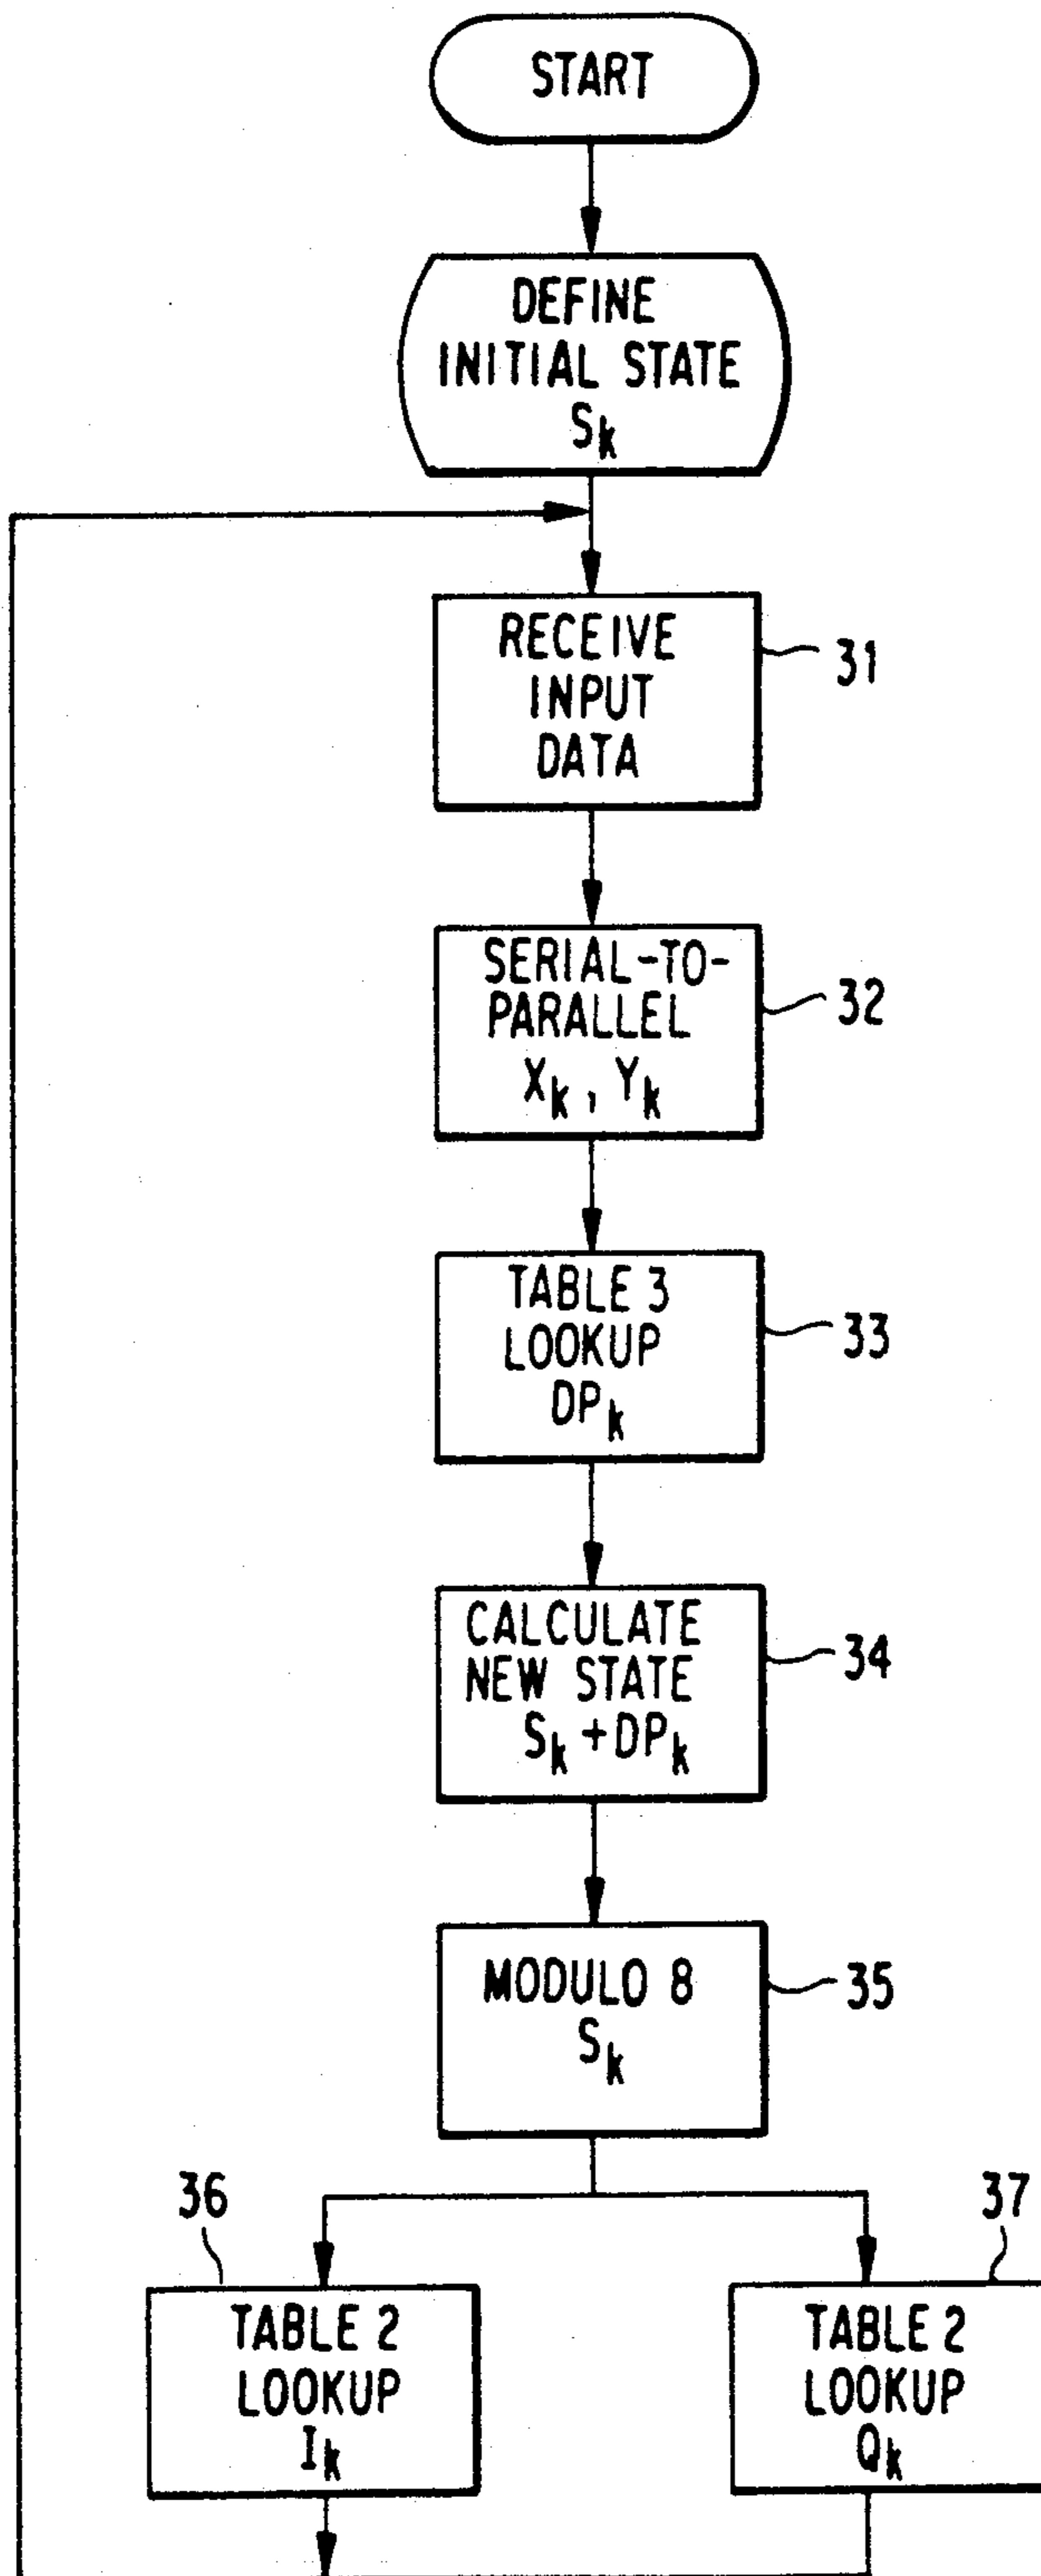 START
DEFINE
INITIAL STATE
Sk
RECEIVE
INPUT
DATA
31
SERIAL-TO-
PARALLEL
Xk, Yk
32
TABLE 3
LOOKUP
DPk
33
CALCULATE
NEW STATE
Sk+DPk
34
MODULO 8
Sk
35
36
TABLE 2
LOOKUP
Ik
37
TABLE 2
LOOKUP
Qk